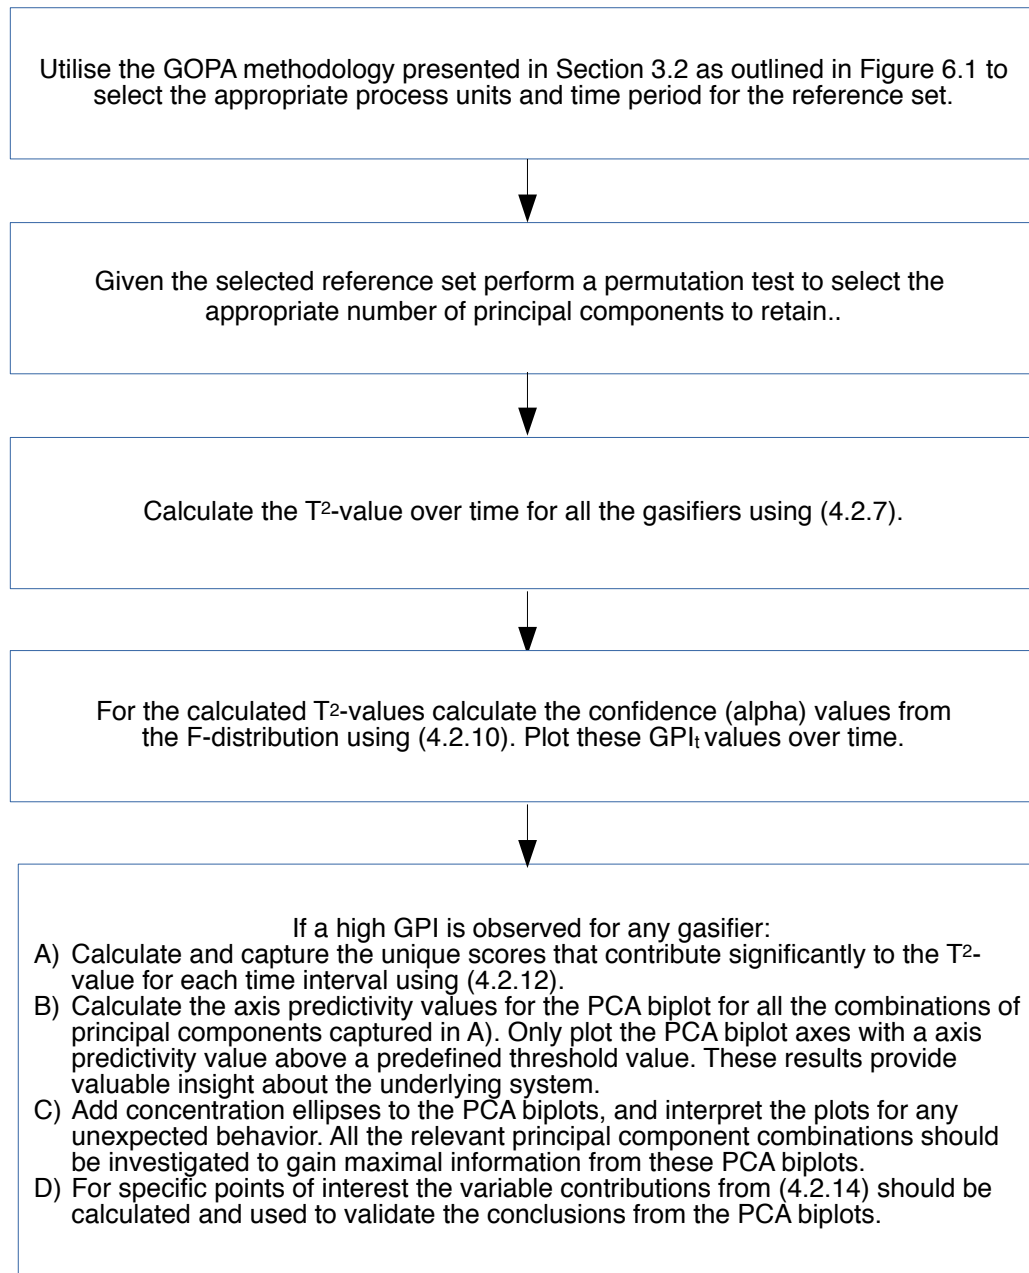 Utilise the GOPA methodology presented in Section 3.2 as outlined in Figure 6.1 to
select the appropriate process units and time period for the reference set.
Given the selected reference set perform a permutation test to select the
appropriate number of principal components to retain..
Calculate the T²-value over time for all the gasifiers using (4.2.7).
For the calculated T²-values calculate the confidence (alpha) values from
the F-distribution using (4.2.10). Plot these GPIₜ values over time.
If a high GPI is observed for any gasifier:
A) Calculate and capture the unique scores that contribute significantly to the T²-
value for each time interval using (4.2.12).
B) Calculate the axis predictivity values for the PCA biplot for all the combinations of
principal components captured in A). Only plot the PCA biplot axes with a axis
predictivity value above a predefined threshold value. These results provide
valuable insight about the underlying system.
C) Add concentration ellipses to the PCA biplots, and interpret the plots for any
unexpected behavior. All the relevant principal component combinations should
be investigated to gain maximal information from these PCA biplots.
D) For specific points of interest the variable contributions from (4.2.14) should be
calculated and used to validate the conclusions from the PCA biplots.